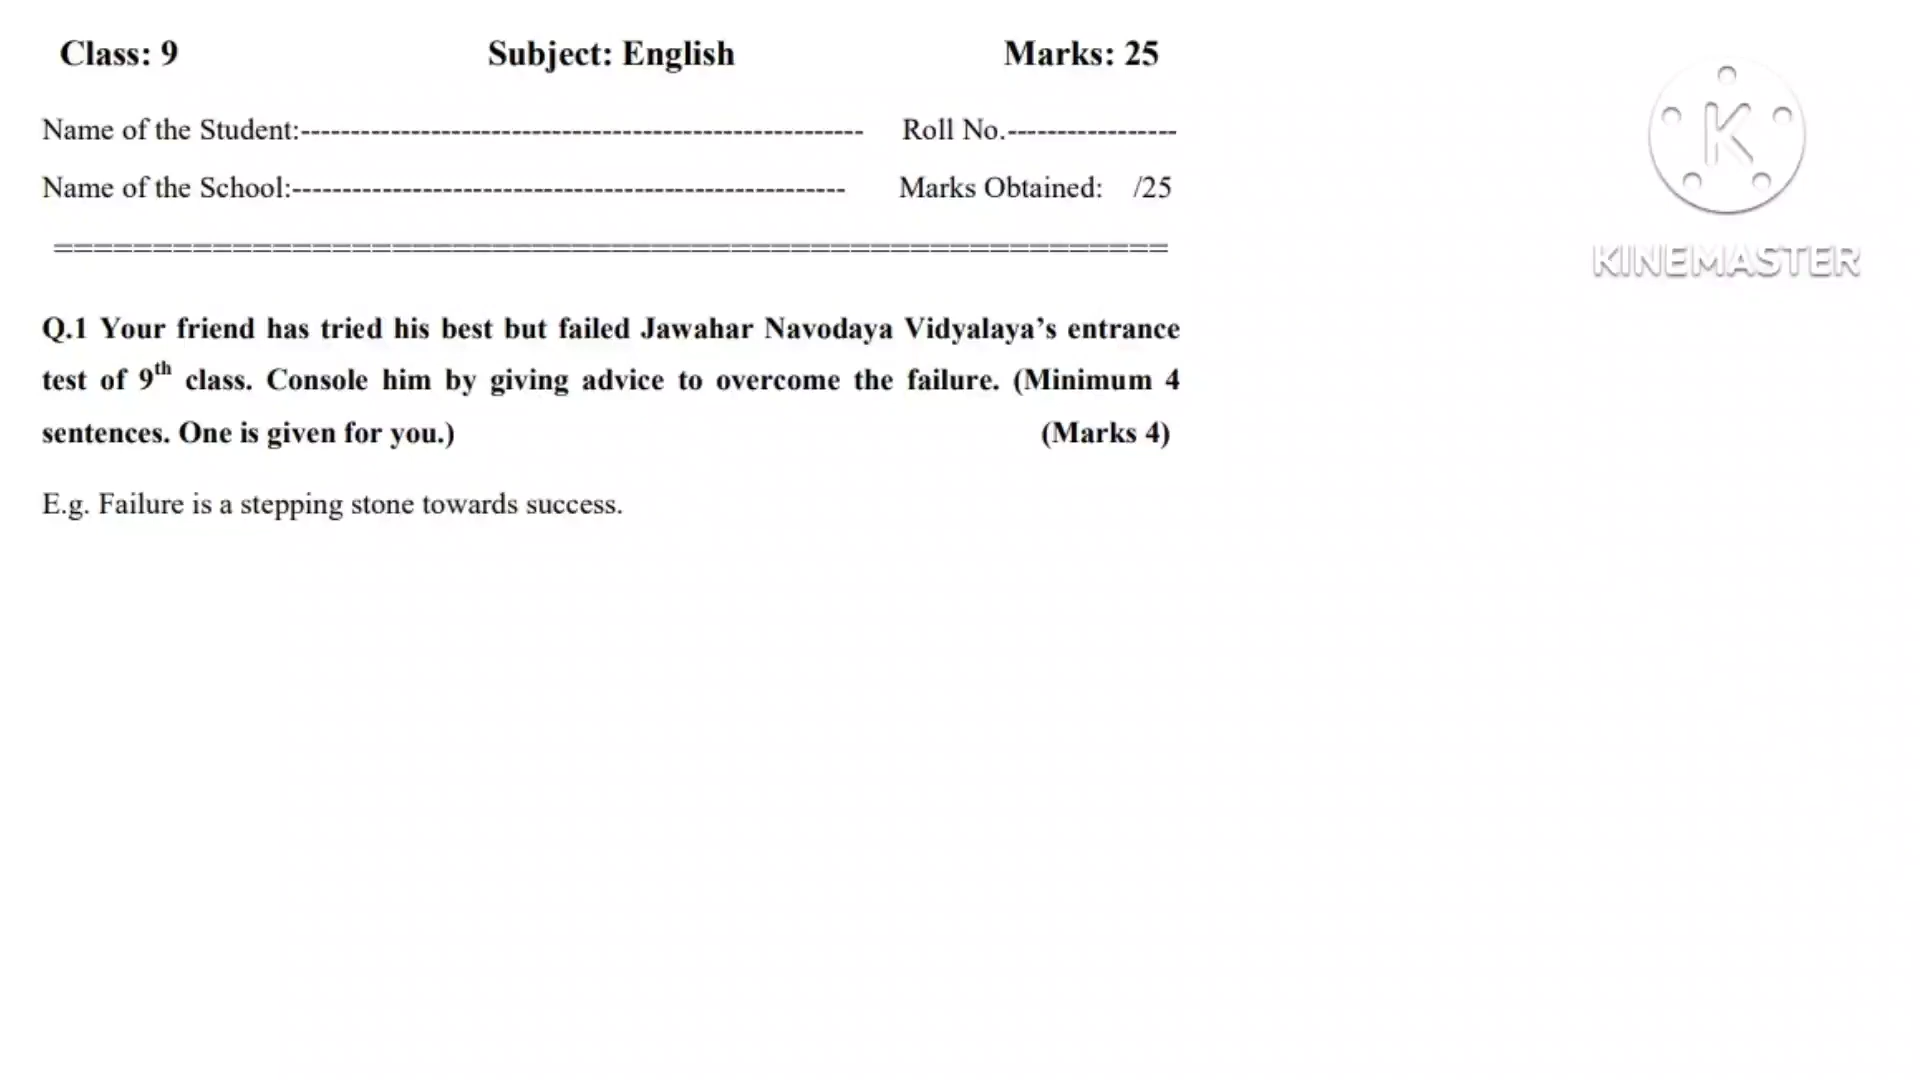 Class: 9 Subject: English Marks: 25
Name of the Student:-------------------------------------------------------- Roll No.-----------------
Name of the School:------------------------------------------------------- Marks Obtained: /25
==========================================================
Q.1 Your friend has tried his best but failed Jawahar Navodaya Vidyalaya’s entrance
test of 9th class. Console him by giving advice to overcome the failure. (Minimum 4
sentences. One is given for you.) (Marks 4)
E.g. Failure is a stepping stone towards success.
K
KINEMASTER